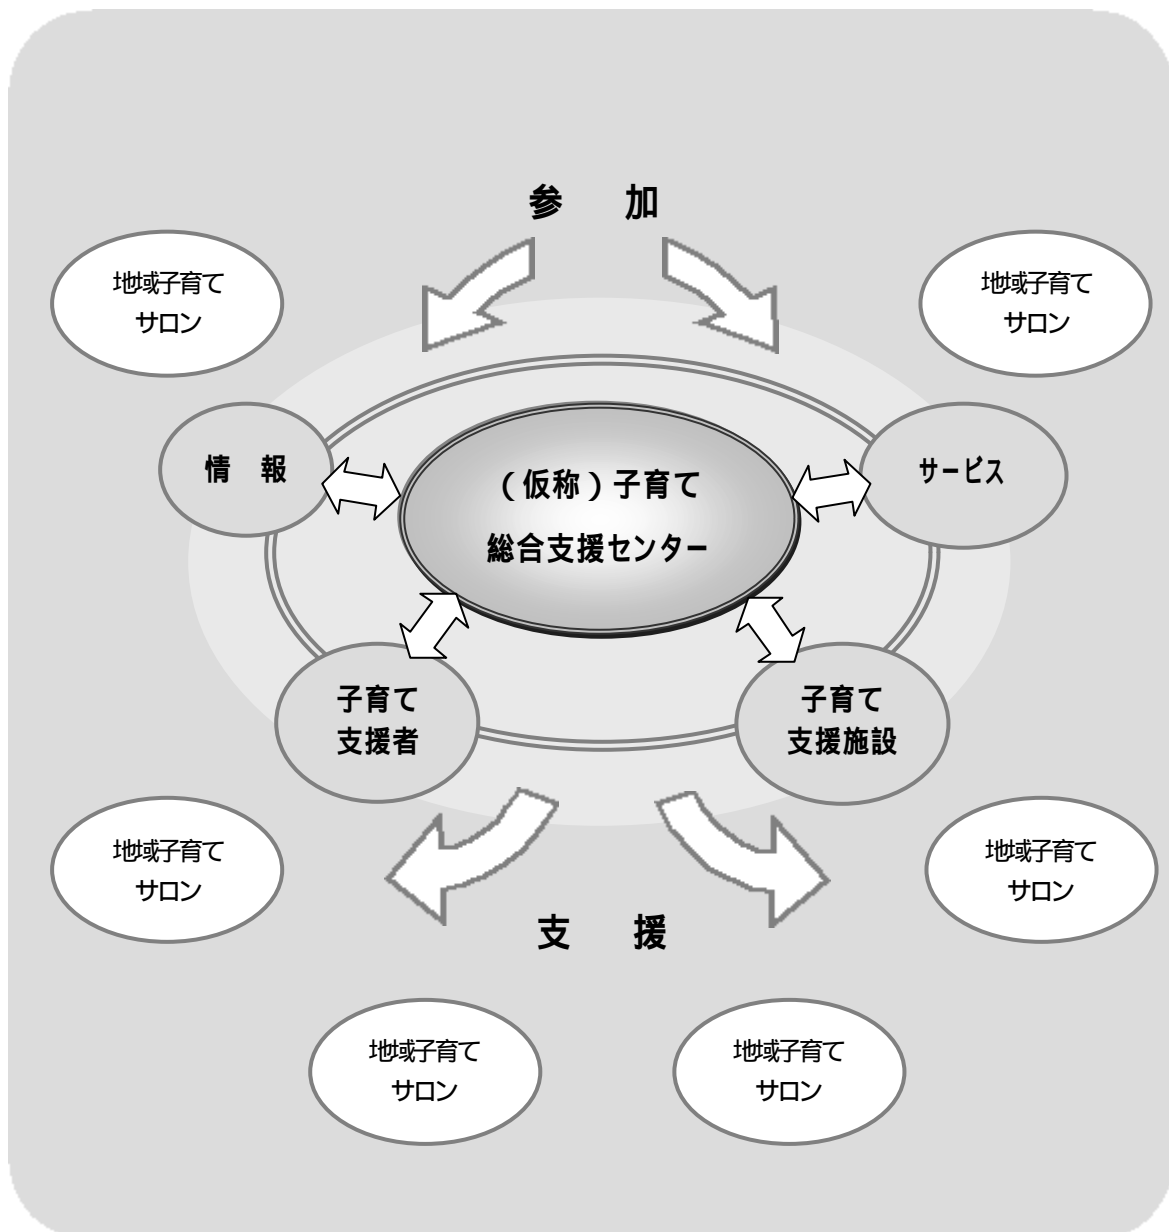 参　加
地域子育て
サロン
地域子育て
サロン
情　報
（仮称）子育て
総合支援センター
サービス
子育て
支援者
子育て
支援施設
地域子育て
サロン
地域子育て
サロン
支　援
地域子育て
サロン
地域子育て
サロン